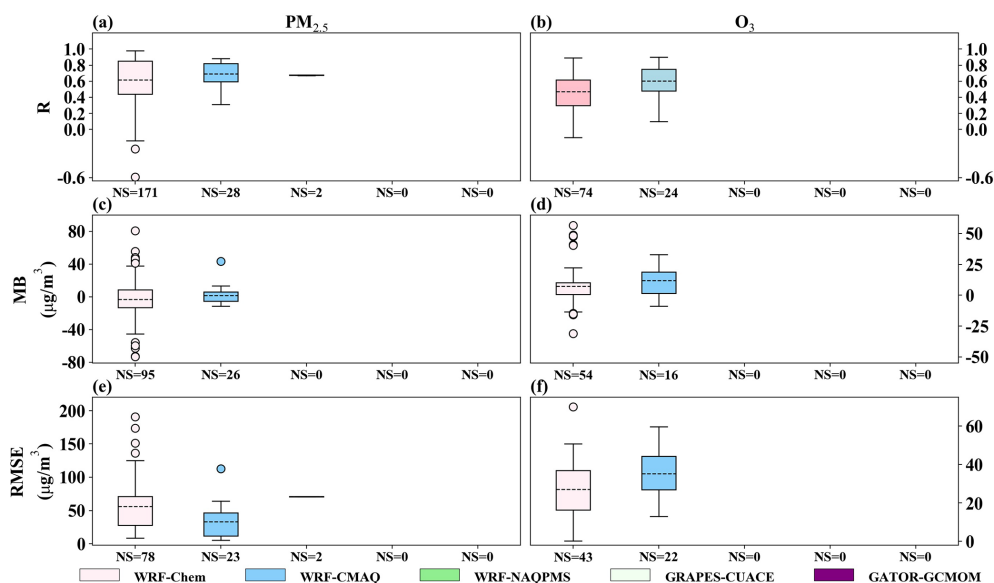 (a) PM2.5 (b) O3
1.0 1.0
0.8 0.8
0.6 0.6
R 0.4 0.4
0.2 0.2
0.0 0.0
-0.6 -0.6
NS=171 NS=28 NS=2 NS=0 NS=0 NS=74 NS=24 NS=0 NS=0 NS=0
(c) (d)
80 50
40 25
MB (μg/m3) 0 0
-40 -25
-80 -50
NS=95 NS=26 NS=0 NS=0 NS=0 NS=54 NS=16 NS=0 NS=0 NS=0
(e) (f)
200 60
150
RMSE (μg/m3) 100 40
50 20
0 0
NS=78 NS=23 NS=2 NS=0 NS=0 NS=43 NS=22 NS=0 NS=0 NS=0
WRF-Chem WRF-CMAQ WRF-NAQPMS GRAPES-CUACE GATOR-GCMOM